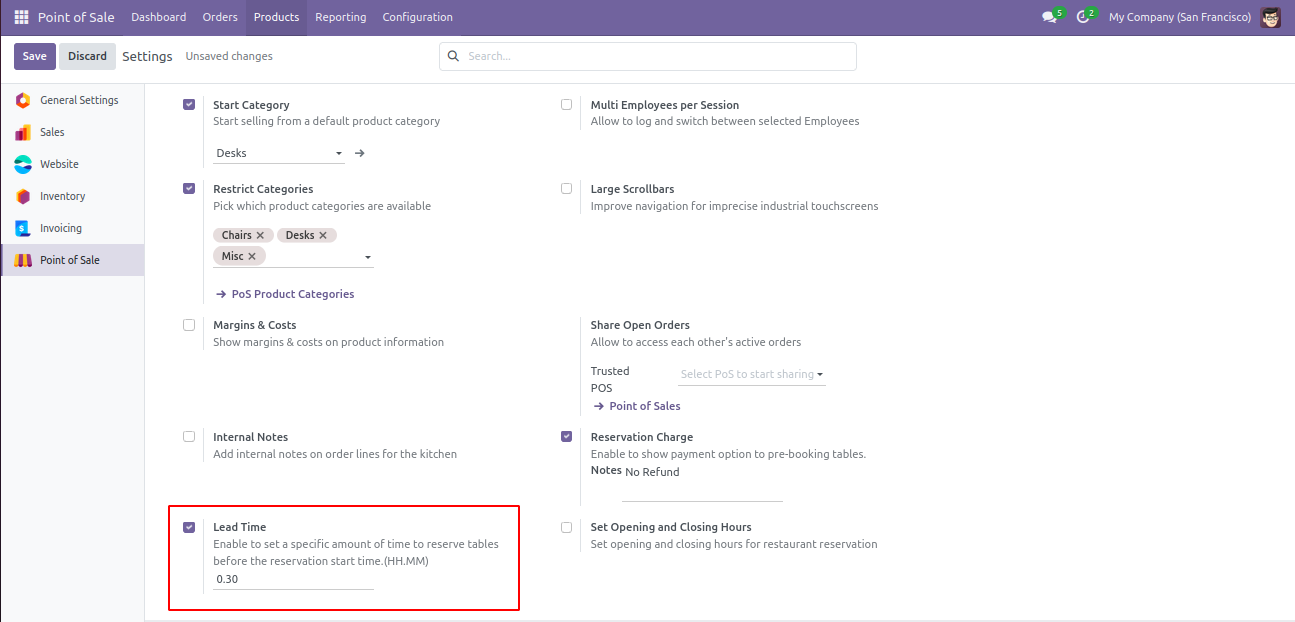 Point of Sale Dashboard Orders Products Reporting Configuration 5 2 My Company (San Francisco)
Save Discard Settings Unsaved changes Search...
General Settings
Sales
Website
Inventory
Invoicing
Point of Sale
Start Category
Start selling from a default product category
Desks
Multi Employees per Session
Allow to log and switch between selected Employees
Restrict Categories
Pick which product categories are available
Chairs Desks
Misc
PoS Product Categories
Large Scrollbars
Improve navigation for imprecise industrial touchscreens
Margins & Costs
Show margins & costs on product information
Share Open Orders
Allow to access each other's active orders
Trusted
POS
Select PoS to start sharing
Point of Sales
Internal Notes
Add internal notes on order lines for the kitchen
Reservation Charge
Enable to show payment option to pre-booking tables.
Notes No Refund
Lead Time
Enable to set a specific amount of time to reserve tables
before the reservation start time.(HH.MM)
0.30
Set Opening and Closing Hours
Set opening and closing hours for restaurant reservation